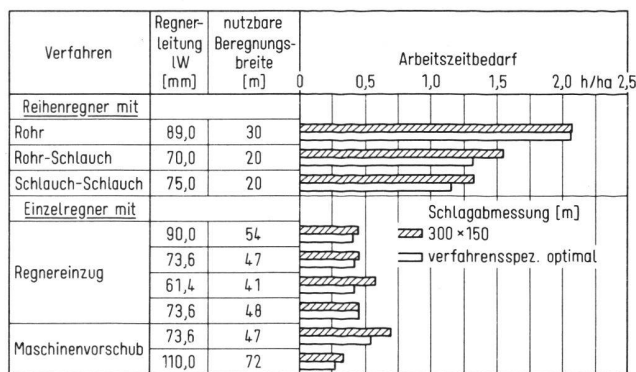 Verfahren
Regner-
leitung
lW
[mm]
nutzbare
Beregnungs-
breite
[m]
Arbeitszeitbedarf
0 0,5 1,0 1,5 2,0 h/ha 2,5
Reihenregner mit
Rohr 89,0 30
Rohr-Schlauch 70,0 20
Schlauch-Schlauch 75,0 20
Einzelregner mit
Regnereinzug
90,0 54
73,6 47
61,4 41
73,6 48
Maschinenvorschub
73,6 47
110,0 72
Schlagabmessung [m]
300 × 150
verfahrensspez. optimal